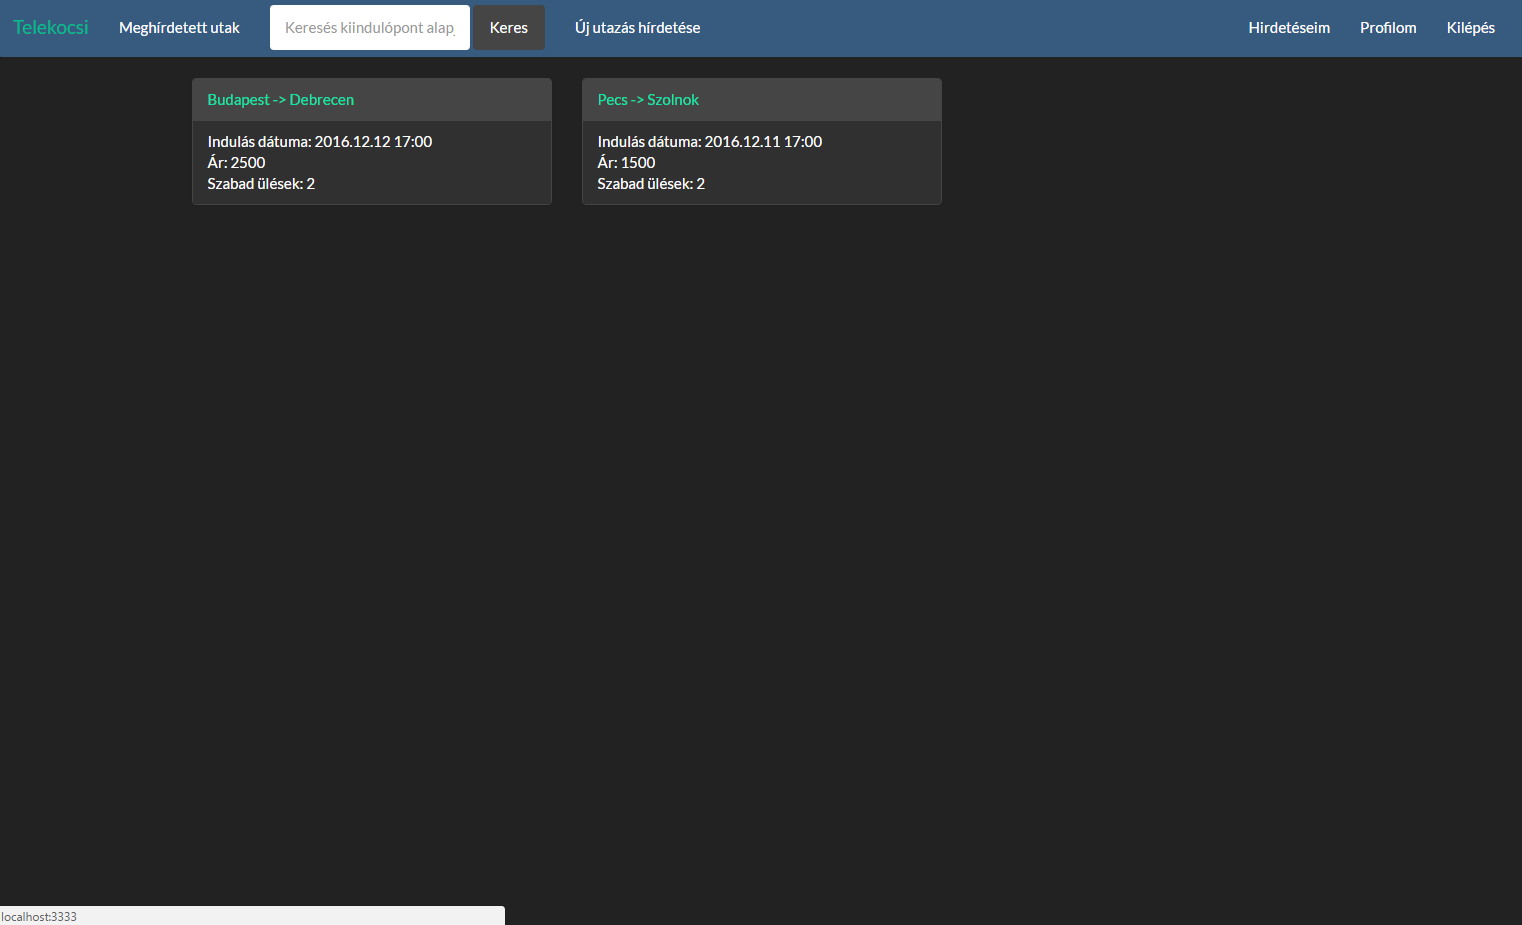 Telekocsi
Meghírdetett utak
Keresés kiindulópont alap
Keres
Új utazás hírdetése
Hirdetéseim
Profilom
Kilépés
Budapest -> Debrecen
Indulás dátuma: 2016.12.12 17:00
Ár: 2500
Szabad ülések: 2
Pecs -> Szolnok
Indulás dátuma: 2016.12.11 17:00
Ár: 1500
Szabad ülések: 2
localhost:3333